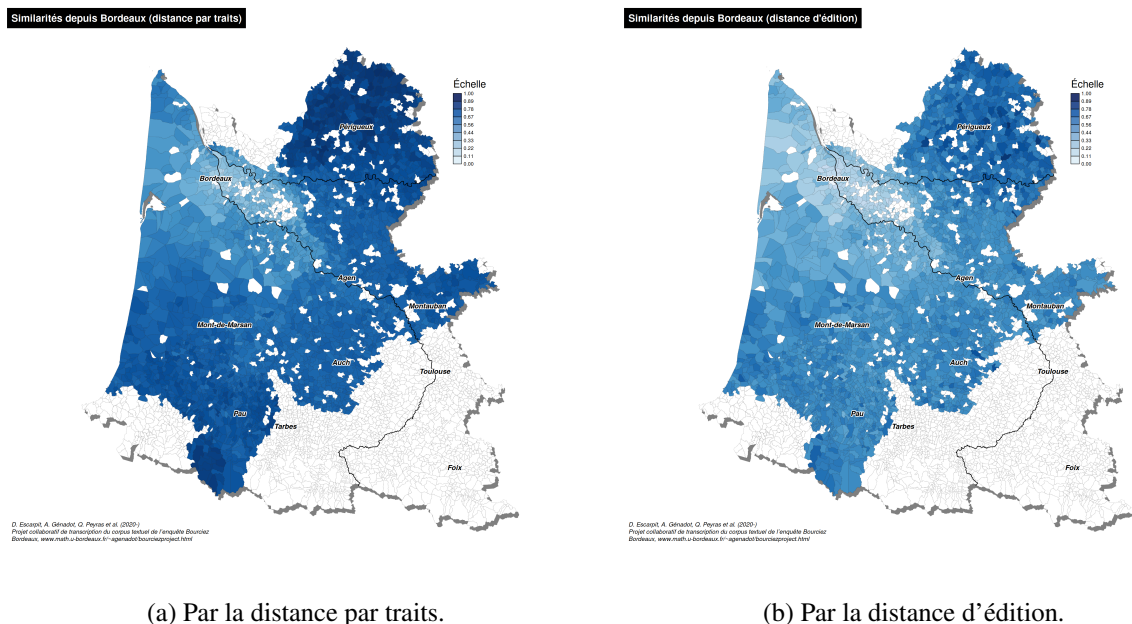 Similarités depuis Bordeaux (distance par traits)
Échelle
1.00
0.89
0.78
0.67
0.56
0.44
0.33
0.22
0.11
0.00
Périgueux
Bordeaux
Agen
Montauban
Mont-de-Marsan
Auch
Toulouse
Pau
Tarbes
Foix
D. Escarpit, A. Génadot, Q. Peyras et al. (2020-)
Projet collaboratif de transcription du corpus textuel de l'enquête Bourciez
Bordeaux, www.math.u-bordeaux.fr/~agenadot/bourciezproject.html
(a) Par la distance par traits.
Similarités depuis Bordeaux (distance d'édition)
Échelle
1.00
0.89
0.78
0.67
0.56
0.44
0.33
0.22
0.11
0.00
Périgueux
Bordeaux
Agen
Montauban
Mont-de-Marsan
Auch
Toulouse
Pau
Tarbes
Foix
D. Escarpit, A. Génadot, Q. Peyras et al. (2020-)
Projet collaboratif de transcription du corpus textuel de l'enquête Bourciez
Bordeaux, www.math.u-bordeaux.fr/~agenadot/bourciezproject.html
(b) Par la distance d'édition.